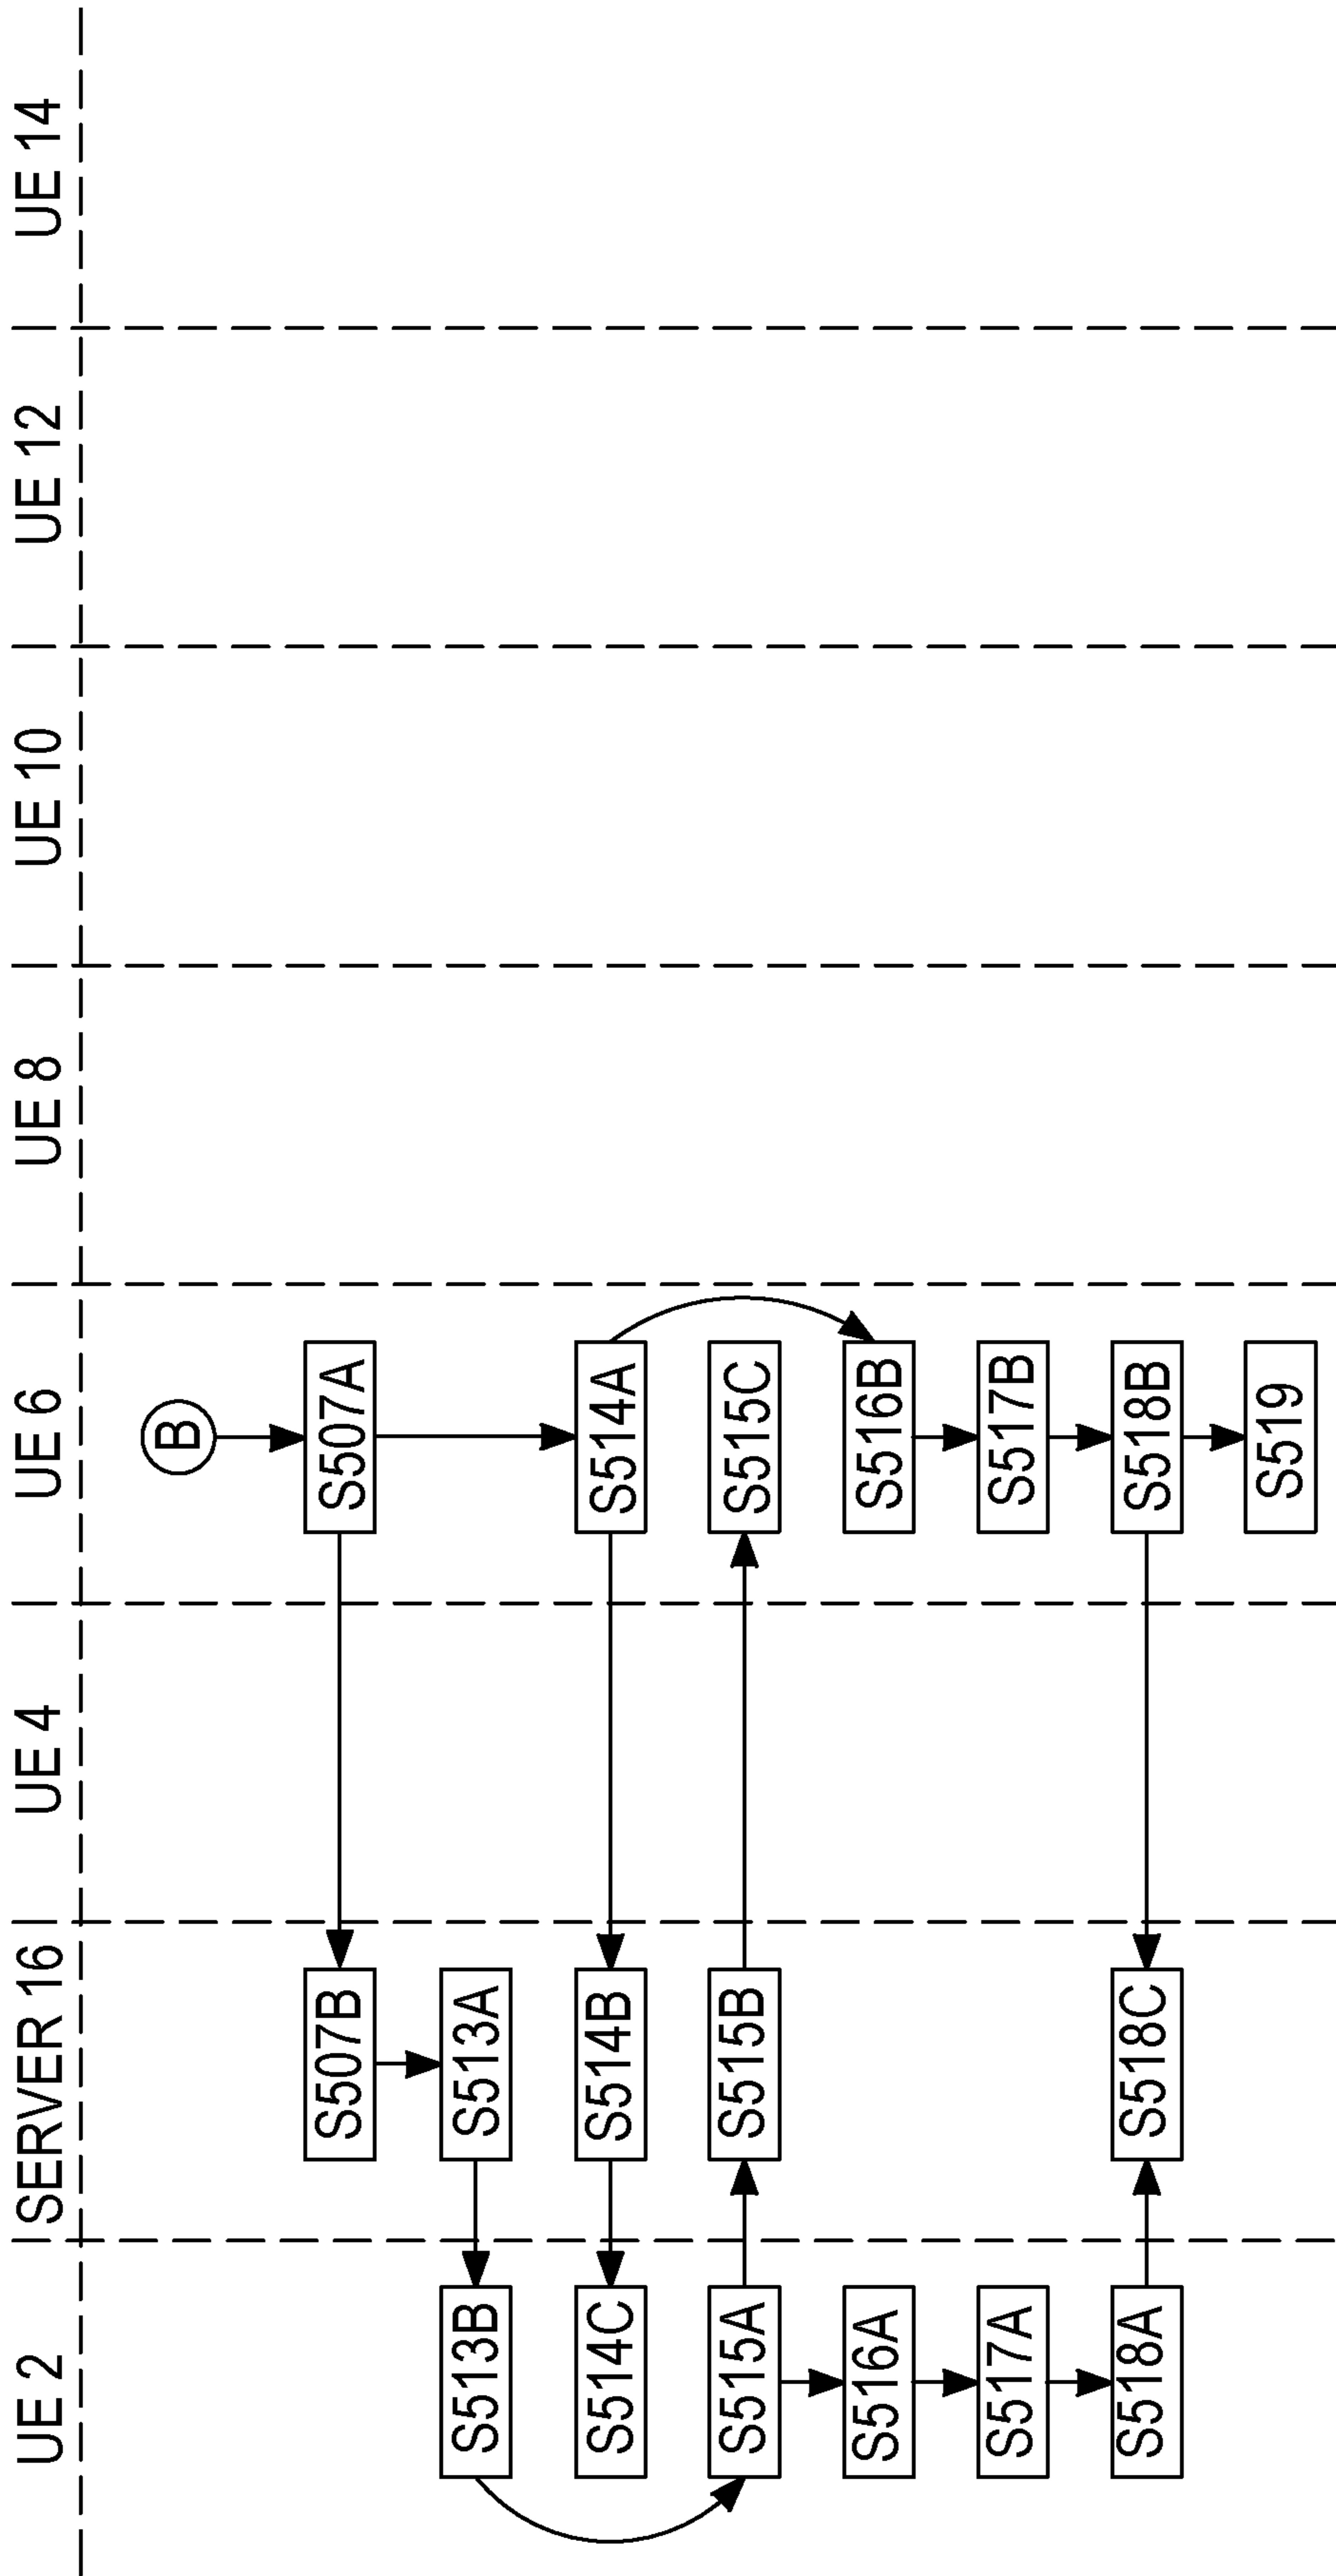 UE 2
SERVER 16
UE 4
UE 6
UE 8
UE 10
UE 12
UE 14
B
S507B
S507A
S513B
S513A
S514C
S514B
S514A
S515A
S515B
S515C
S516A
S516B
S517A
S517B
S518A
S518C
S518B
S519